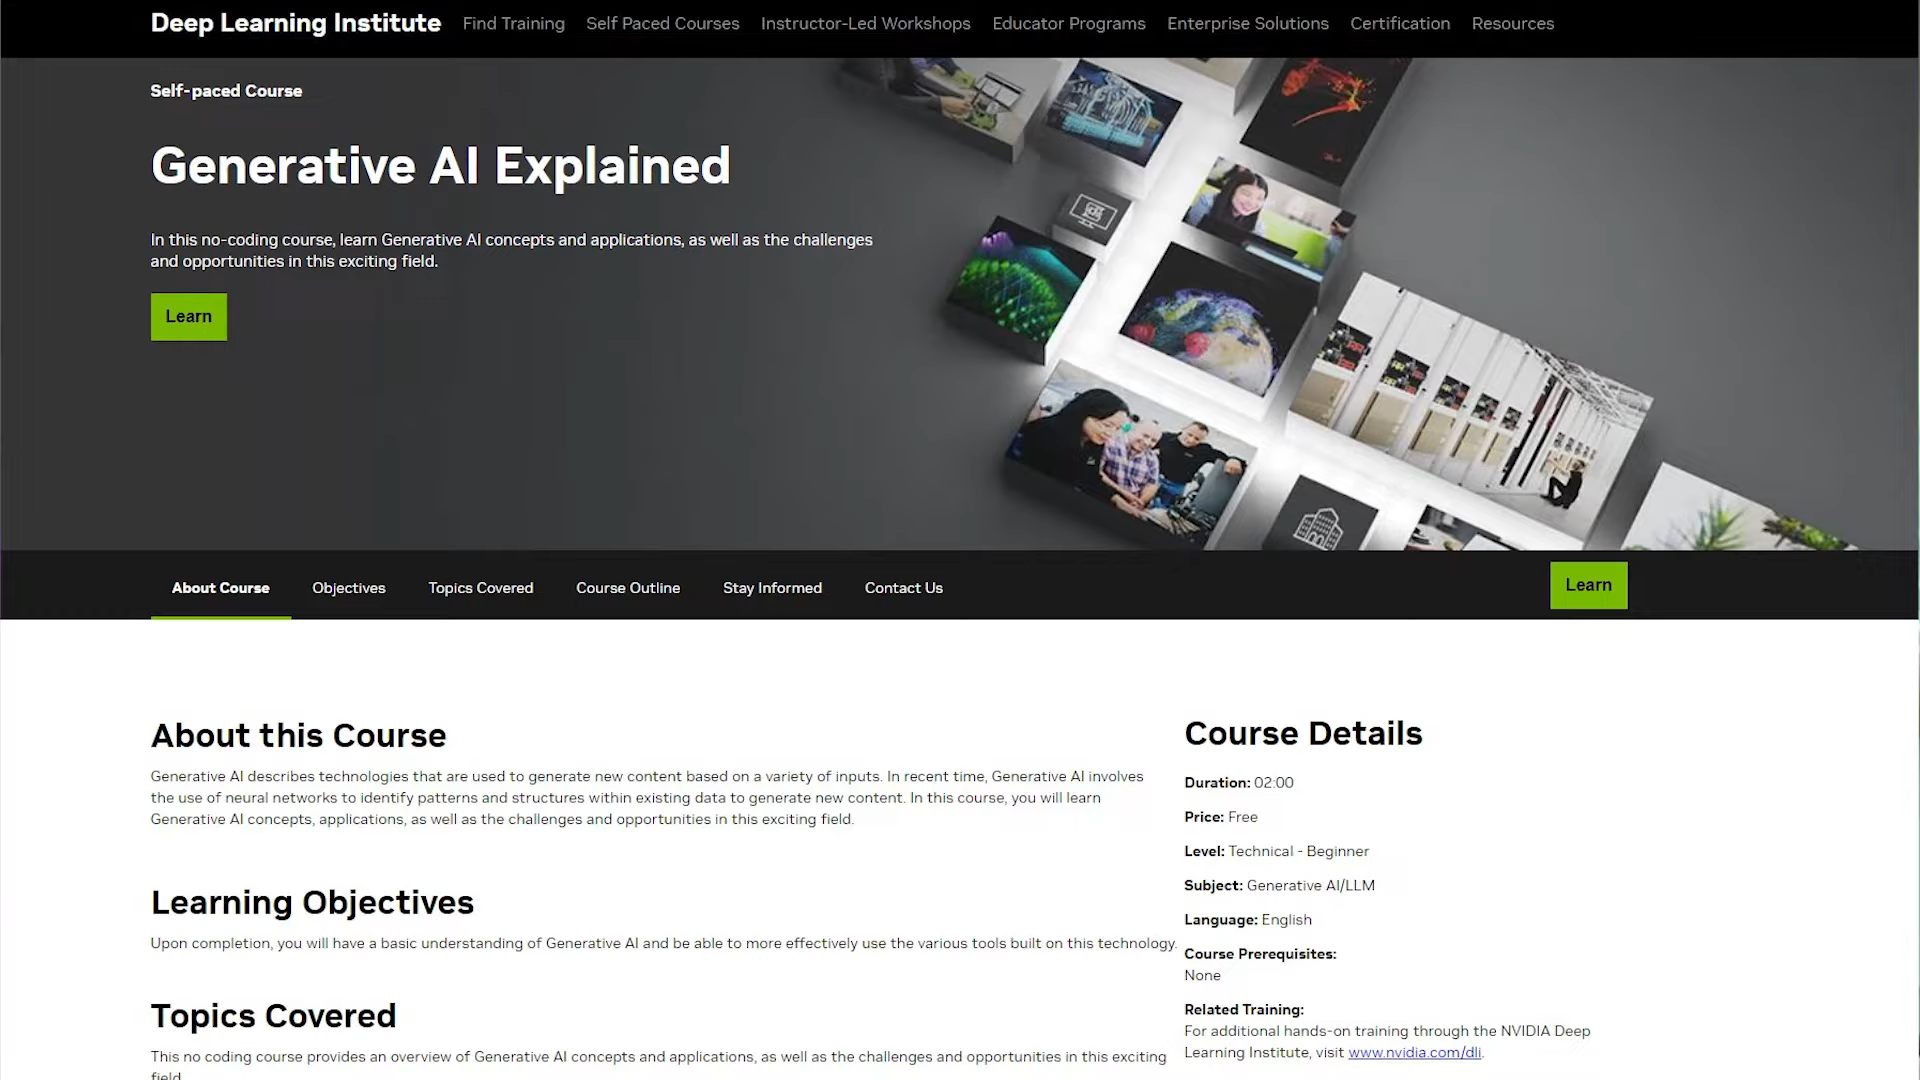 Deep Learning Institute Find Training Self Paced Courses Instructor-Led Workshops Educator Programs Enterprise Solutions Certification Resources
Self-paced Course
Generative AI Explained
In this no-coding course, learn Generative AI concepts and applications, as well as the challenges
and opportunities in this exciting field.
Learn
About Course Objectives Topics Covered Course Outline Stay Informed Contact Us Learn
About this Course
Generative AI describes technologies that are used to generate new content based on a variety of inputs. In recent time, Generative AI involves
the use of neural networks to identify patterns and structures within existing data to generate new content. In this course, you will learn
Generative AI concepts, applications, as well as the challenges and opportunities in this exciting field.
Learning Objectives
Upon completion, you will have a basic understanding of Generative AI and be able to more effectively use the various tools built on this technology.
Topics Covered
This no coding course provides an overview of Generative AI concepts and applications, as well as the challenges and opportunities in this exciting
field.
Course Details
Duration: 02:00
Price: Free
Level: Technical - Beginner
Subject: Generative AI/LLM
Language: English
Course Prerequisites:
None
Related Training:
For additional hands-on training through the NVIDIA Deep
Learning Institute, visit www.nvidia.com/dli.